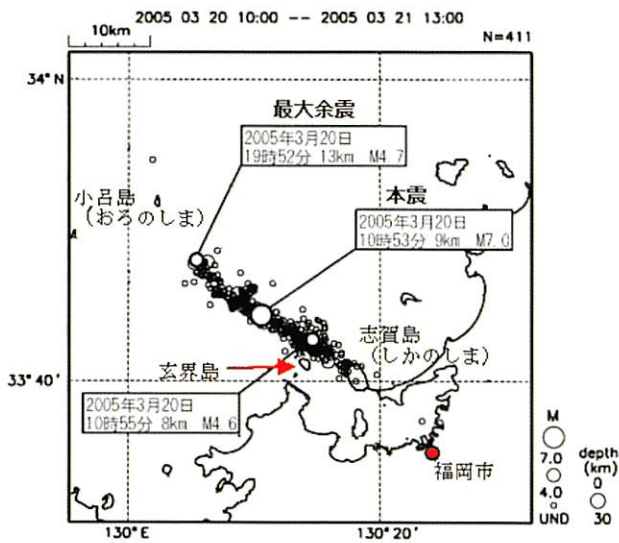 2005 03 20 10:00 -- 2005 03 21 13:00
10km
N=411
34°N
最大余震
2005年3月20日
19時52分 13km M4.7
小呂島
(おろのしま)
本震
2005年3月20日
10時53分 9km M7.0
志賀島
(しかのしま)
玄界島
33°40'
2005年3月20日
10時55分 8km M4.6
福岡市
M
7.0
4.0
UND
depth
(km)
0
30
130°E
130°20'